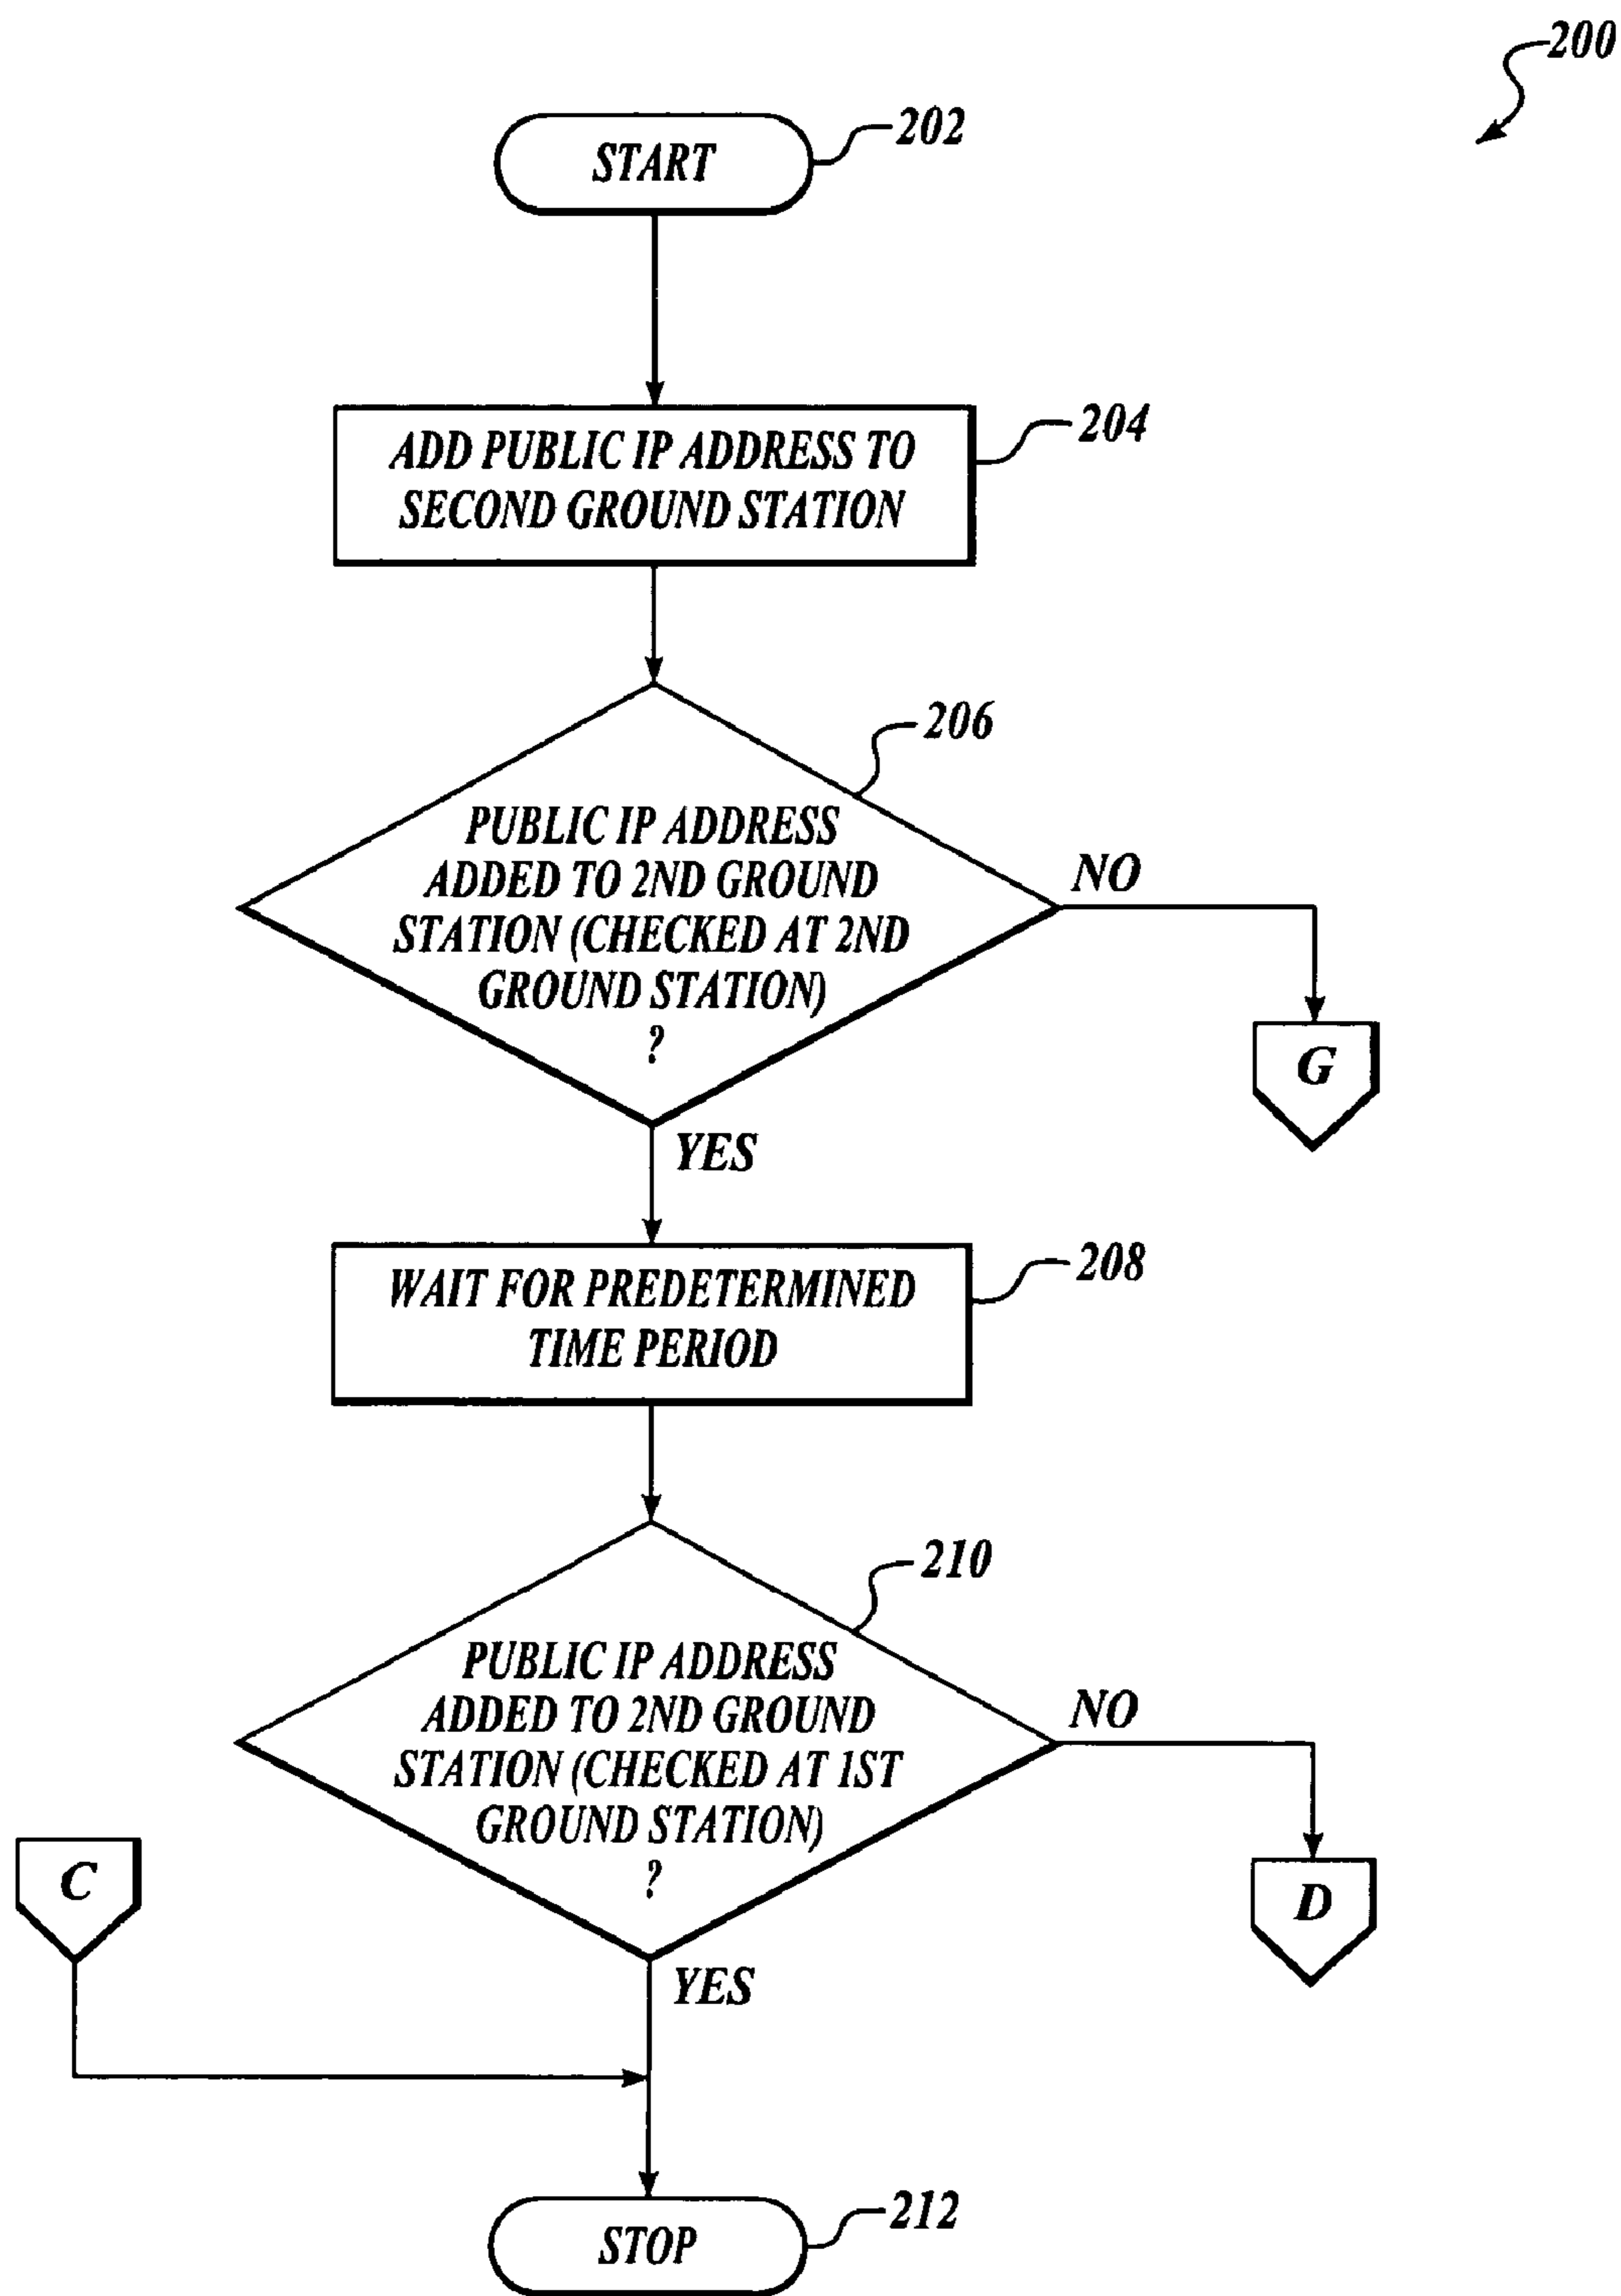 200
START
202
ADD PUBLIC IP ADDRESS TO
SECOND GROUND STATION
204
206
PUBLIC IP ADDRESS
ADDED TO 2ND GROUND
STATION (CHECKED AT 2ND
GROUND STATION)
?
NO
G
YES
WAIT FOR PREDETERMINED
TIME PERIOD
208
210
PUBLIC IP ADDRESS
ADDED TO 2ND GROUND
STATION (CHECKED AT 1ST
GROUND STATION)
?
NO
C
D
YES
STOP
212